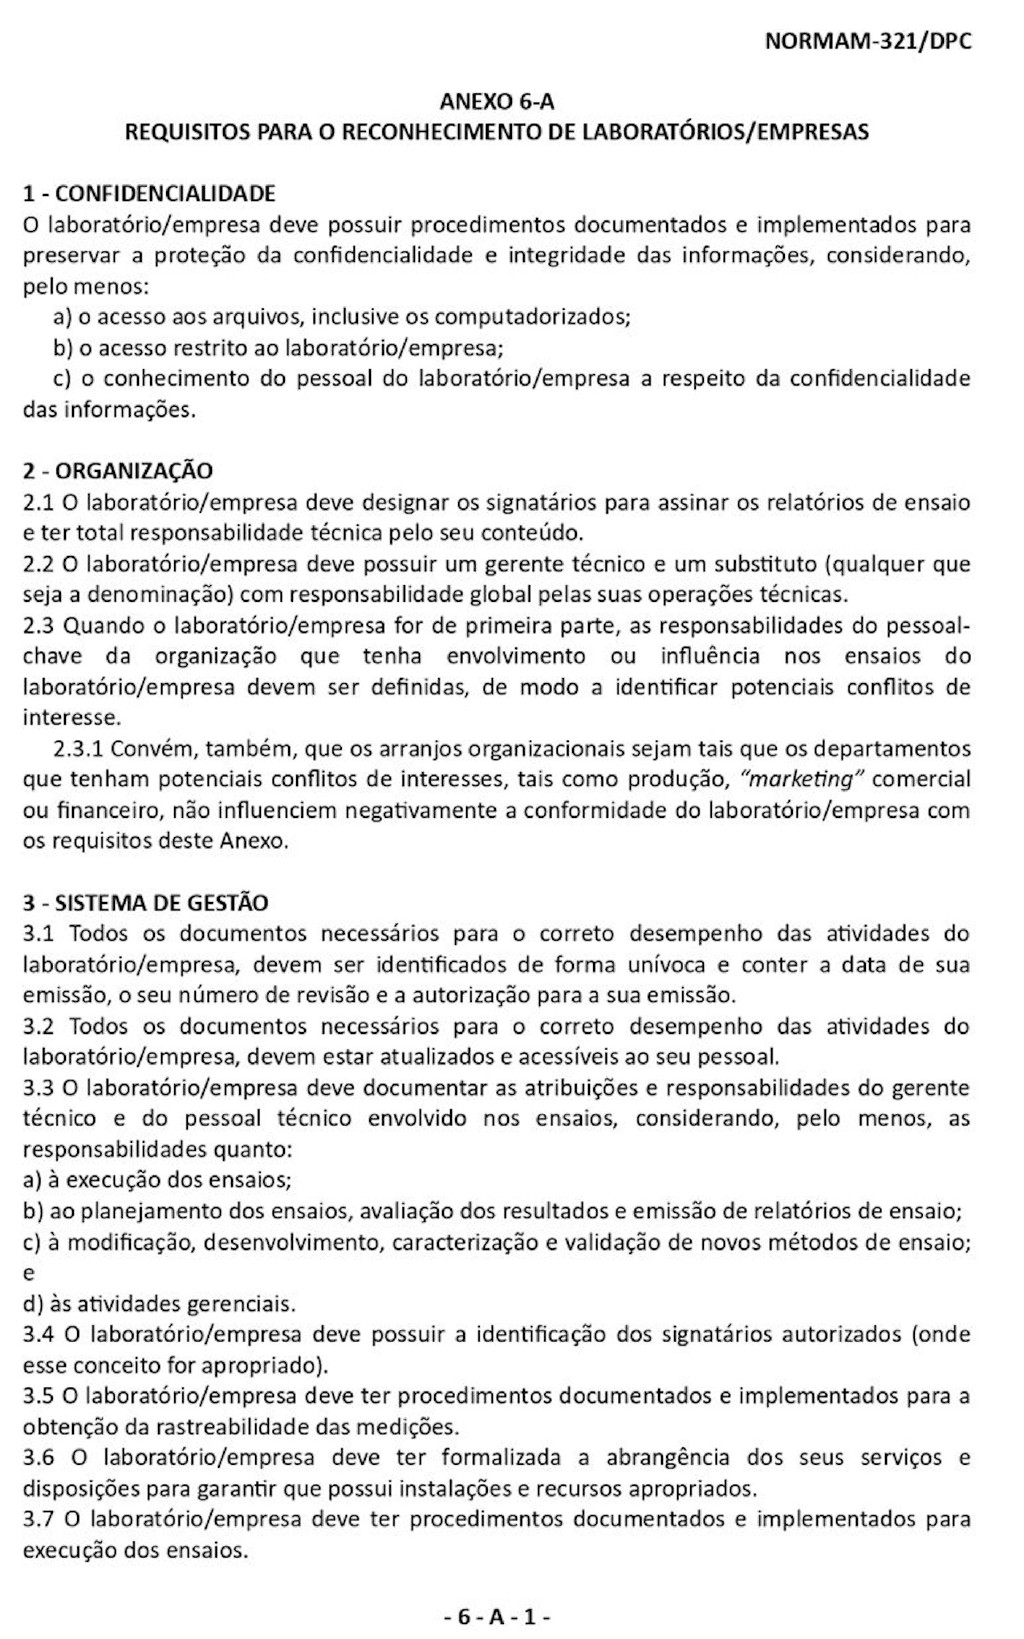 NORMAM-321/DPC
ANEXO 6-A
REQUISITOS PARA O RECONHECIMENTO DE LABORATÓRIOS/EMPRESAS
1 - CONFIDENCIALIDADE
O laboratório/empresa deve possuir procedimentos documentados e implementados para
preservar a proteção da confidencialidade e integridade das informações, considerando,
pelo menos:
a) o acesso aos arquivos, inclusive os computadorizados;
b) o acesso restrito ao laboratório/empresa;
c) o conhecimento do pessoal do laboratório/empresa a respeito da confidencialidade
das informações.
2 - ORGANIZAÇÃO
2.1 O laboratório/empresa deve designar os signatários para assinar os relatórios de ensaio
e ter total responsabilidade técnica pelo seu conteúdo.
2.2 O laboratório/empresa deve possuir um gerente técnico e um substituto (qualquer que
seja a denominação) com responsabilidade global pelas suas operações técnicas.
2.3 Quando o laboratório/empresa for de primeira parte, as responsabilidades do pessoal-
chave da organização que tenha envolvimento ou influência nos ensaios do
laboratório/empresa devem ser definidas, de modo a identificar potenciais conflitos de
interesse.
2.3.1 Convém, também, que os arranjos organizacionais sejam tais que os departamentos
que tenham potenciais conflitos de interesses, tais como produção, “marketing” comercial
ou financeiro, não influenciem negativamente a conformidade do laboratório/empresa com
os requisitos deste Anexo.
3 - SISTEMA DE GESTÃO
3.1 Todos os documentos necessários para o correto desempenho das atividades do
laboratório/empresa, devem ser identificados de forma unívoca e conter a data de sua
emissão, o seu número de revisão e a autorização para a sua emissão.
3.2 Todos os documentos necessários para o correto desempenho das atividades do
laboratório/empresa, devem estar atualizados e acessíveis ao seu pessoal.
3.3 O laboratório/empresa deve documentar as atribuições e responsabilidades do gerente
técnico e do pessoal técnico envolvido nos ensaios, considerando, pelo menos, as
responsabilidades quanto:
a) à execução dos ensaios;
b) ao planejamento dos ensaios, avaliação dos resultados e emissão de relatórios de ensaio;
c) à modificação, desenvolvimento, caracterização e validação de novos métodos de ensaio;
e
d) às atividades gerenciais.
3.4 O laboratório/empresa deve possuir a identificação dos signatários autorizados (onde
esse conceito for apropriado).
3.5 O laboratório/empresa deve ter procedimentos documentados e implementados para a
obtenção da rastreabilidade das medições.
3.6 O laboratório/empresa deve ter formalizada a abrangência dos seus serviços e
disposições para garantir que possui instalações e recursos apropriados.
3.7 O laboratório/empresa deve ter procedimentos documentados e implementados para
execução dos ensaios.
- 6 - A - 1 -